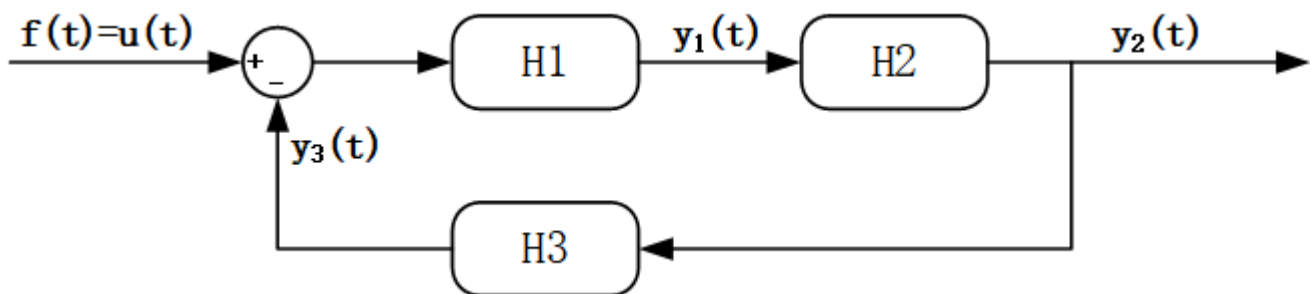 f(t)=u(t)
+
-
H1
y₁(t)
H2
y₂(t)
y₃(t)
H3